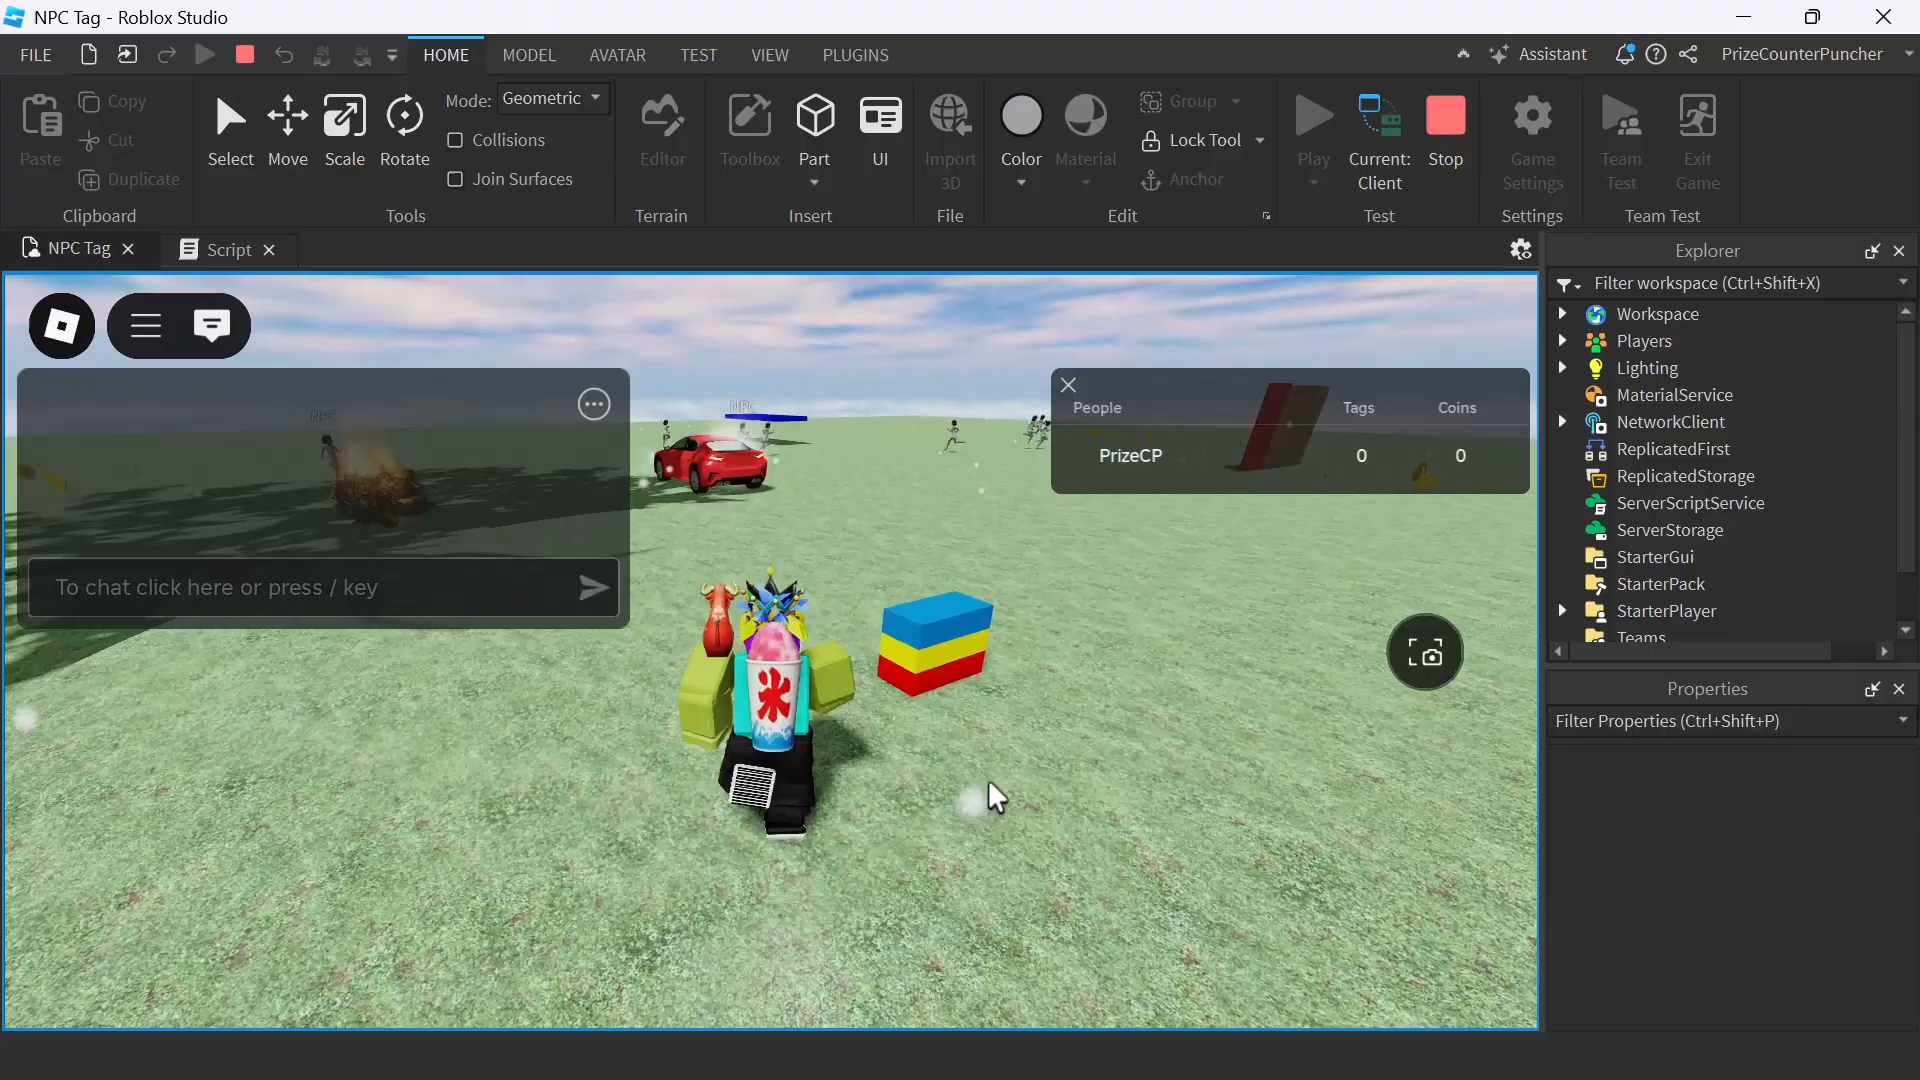 NPC Tag - Roblox Studio
FILE
HOME
MODEL
AVATAR
TEST
VIEW
PLUGINS
Assistant
PrizeCounterPuncher
Paste
Copy
Cut
Duplicate
Clipboard
Select
Move
Scale
Rotate
Mode:
Geometric
Collisions
Join Surfaces
Tools
Editor
Terrain
Toolbox
Part
UI
Insert
Import
3D
File
Color
Material
Group
Lock Tool
Anchor
Edit
Play
Current:
Client
Stop
Test
Game
Settings
Settings
Team
Test
Exit
Game
Team Test
NPC Tag
Script
NPC
NPC
To chat click here or press / key
People
Tags
Coins
PrizeCP
0
0
氷
Explorer
Filter workspace (Ctrl+Shift+X)
Workspace
Players
Lighting
MaterialService
NetworkClient
ReplicatedFirst
ReplicatedStorage
ServerScriptService
ServerStorage
StarterGui
StarterPack
StarterPlayer
Teams
Properties
Filter Properties (Ctrl+Shift+P)